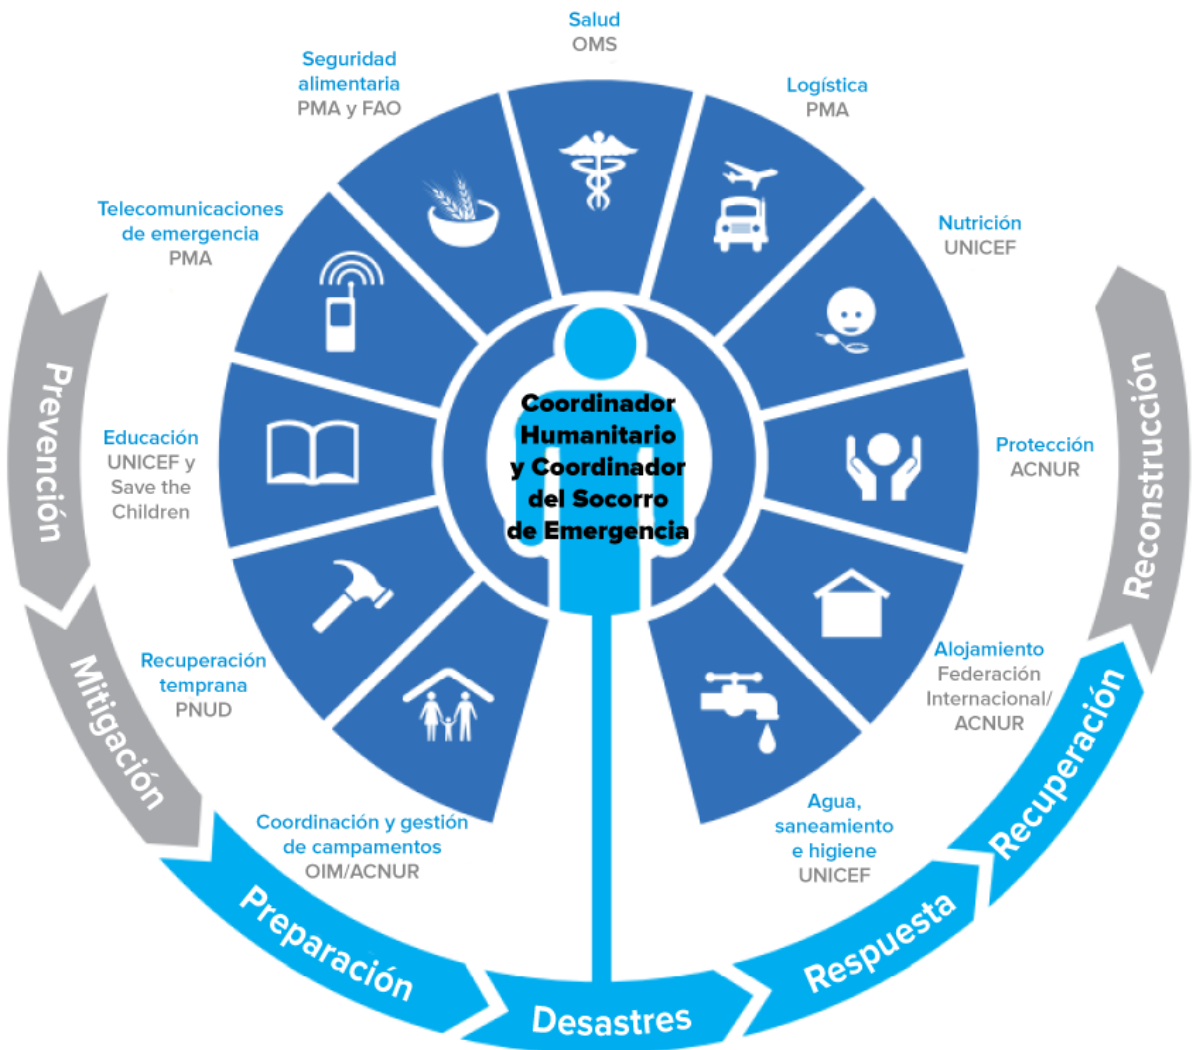 Salud
OMS
Logística
PMA
Nutrición
UNICEF
Protección
ACNUR
Alojamiento
Federación
Internacional/
ACNUR
Agua,
saneamiento
e higiene
UNICEF
Coordinación y gestión
de campamentos
OIM/ACNUR
Recuperación
temprana
PNUD
Educación
UNICEF y
Save the
Children
Telecomunicaciones
de emergencia
PMA
Seguridad
alimentaria
PMA y FAO
Coordinador
Humanitario
y Coordinador
del Socorro
de Emergencia
Prevención
Mitigación
Preparación
Desastres
Respuesta
Recuperación
Reconstrucción